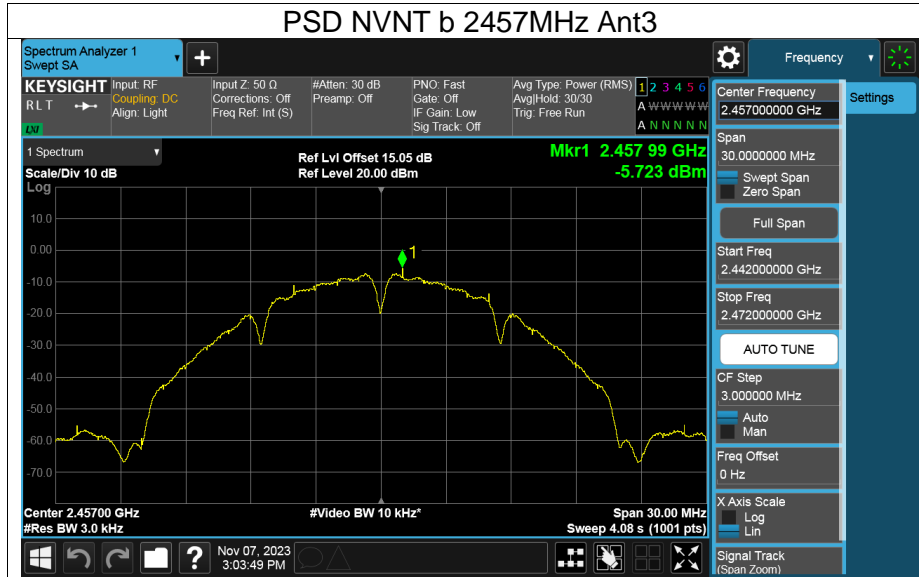 PSD NVNT b 2457MHz Ant3
Spectrum Analyzer 1
Swept SA
+
Frequency
KEYSIGHT
RLT
LXI
Input: RF
Coupling: DC
Align: Light
Input Z: 50 Ω
Corrections: Off
Freq Ref: Int (S)
#Atten: 30 dB
Preamp: Off
PNO: Fast
Gate: Off
IF Gain: Low
Sig Track: Off
Avg Type: Power (RMS)
Avg|Hold: 30/30
Trig: Free Run
1 2 3 4 5 6
A W W W W W
A N N N N N
Center Frequency
2.457000000 GHz
Settings
1 Spectrum
Scale/Div 10 dB
Log
Ref Lvl Offset 15.05 dB
Ref Level 20.00 dBm
Mkr1 2.457 99 GHz
-5.723 dBm
Span
30.0000000 MHz
Swept Span
Zero Span
Full Span
Start Freq
2.442000000 GHz
Stop Freq
2.472000000 GHz
AUTO TUNE
CF Step
3.000000 MHz
Auto
Man
Freq Offset
0 Hz
X Axis Scale
Log
Lin
Signal Track
(Span Zoom)
10.0
0.00
-10.0
-20.0
-30.0
-40.0
-50.0
-60.0
-70.0
1
Center 2.45700 GHz
#Res BW 3.0 kHz
#Video BW 10 kHz*
Span 30.00 MHz
Sweep 4.08 s (1001 pts)
?
Nov 07, 2023
3:03:49 PM